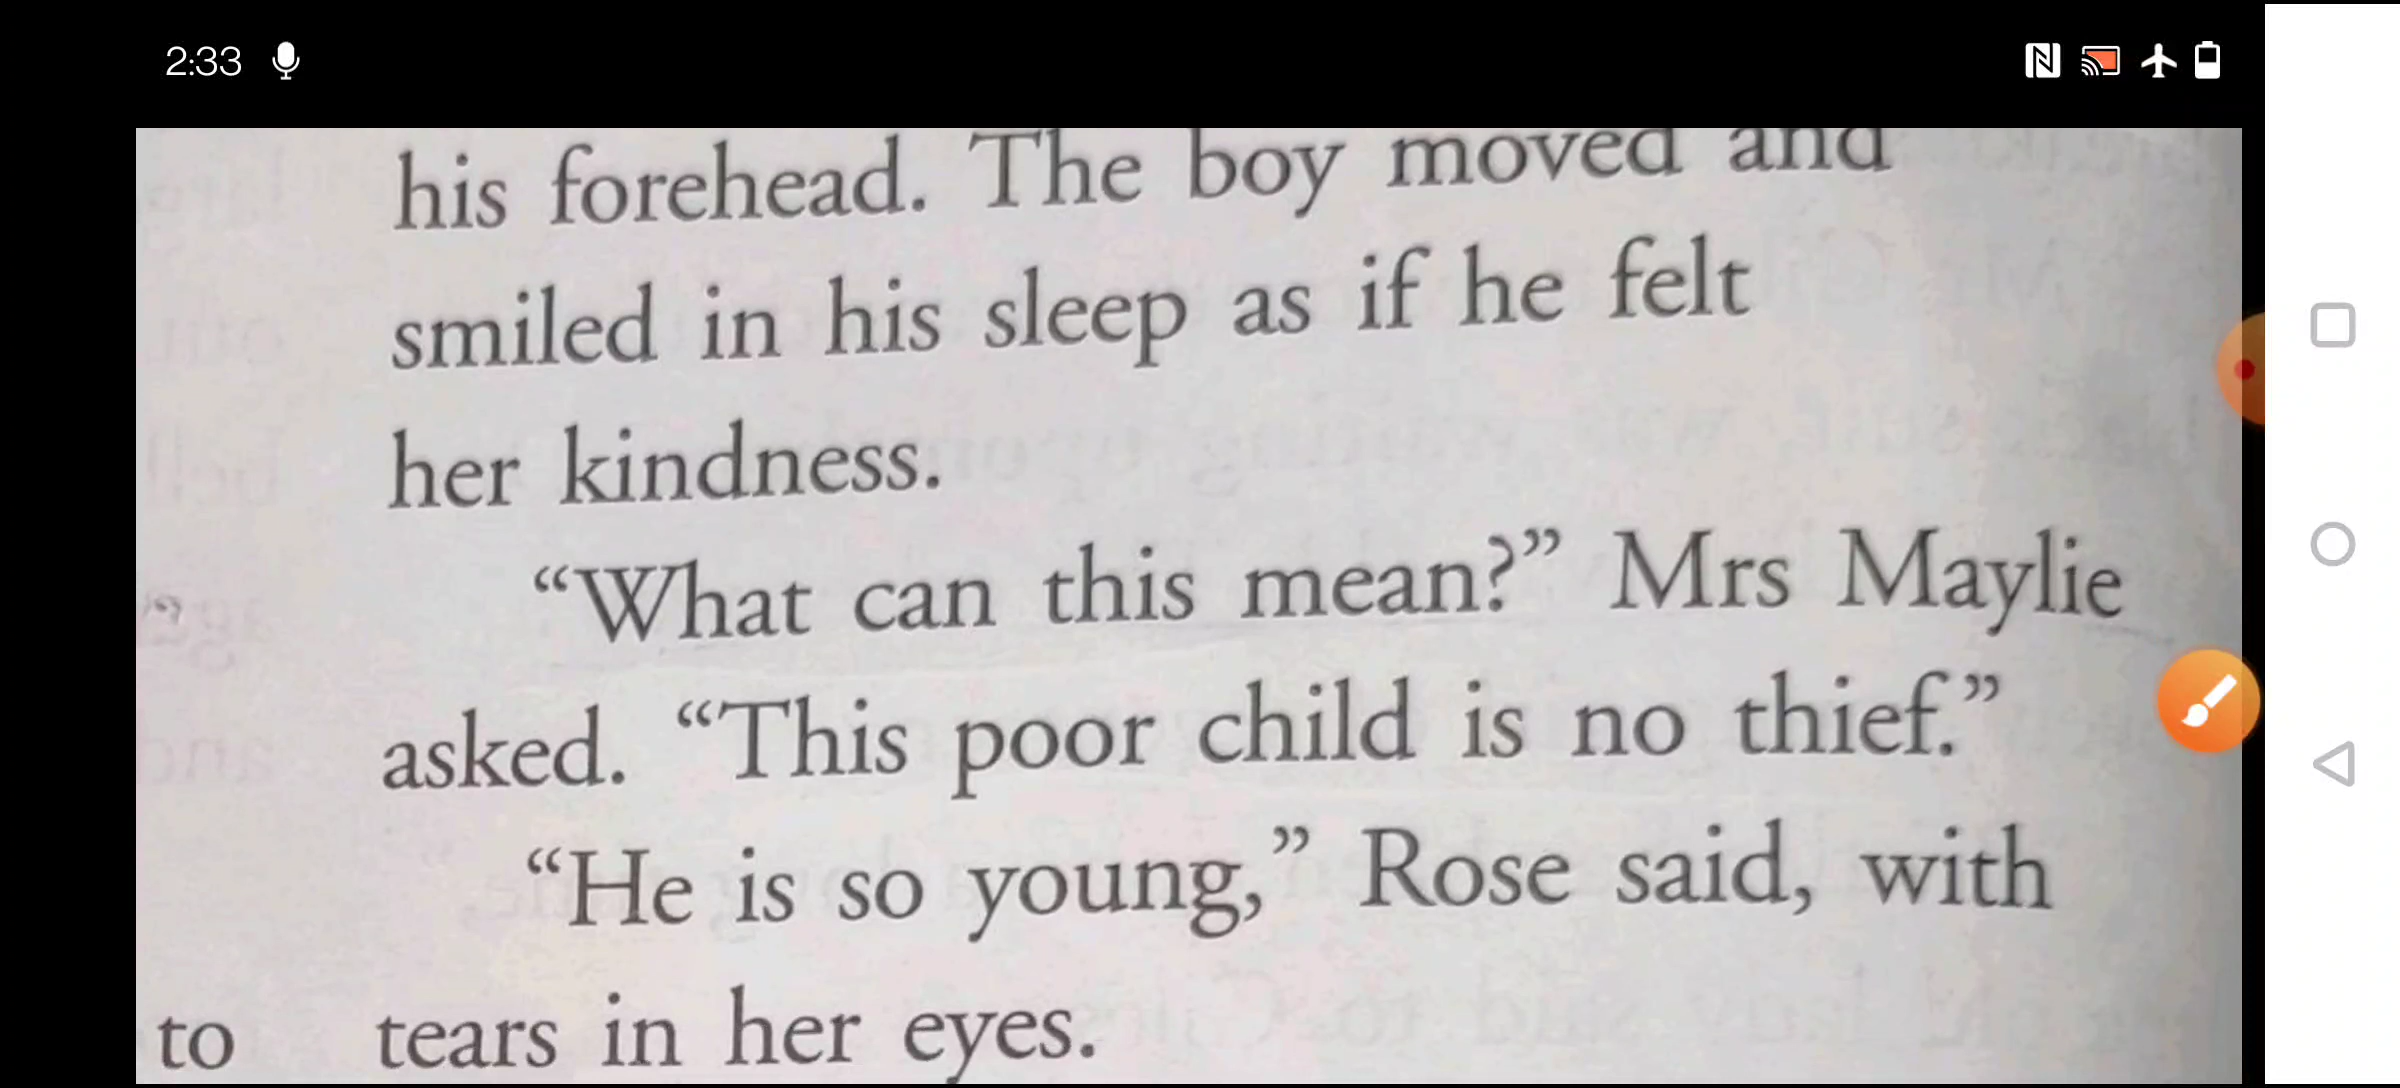 2:33
his forehead. The boy moved and
smiled in his sleep as if he felt
her kindness.
“What can this mean?” Mrs Maylie
asked. “This poor child is no thief.”
“He is so young,” Rose said, with
to tears in her eyes.